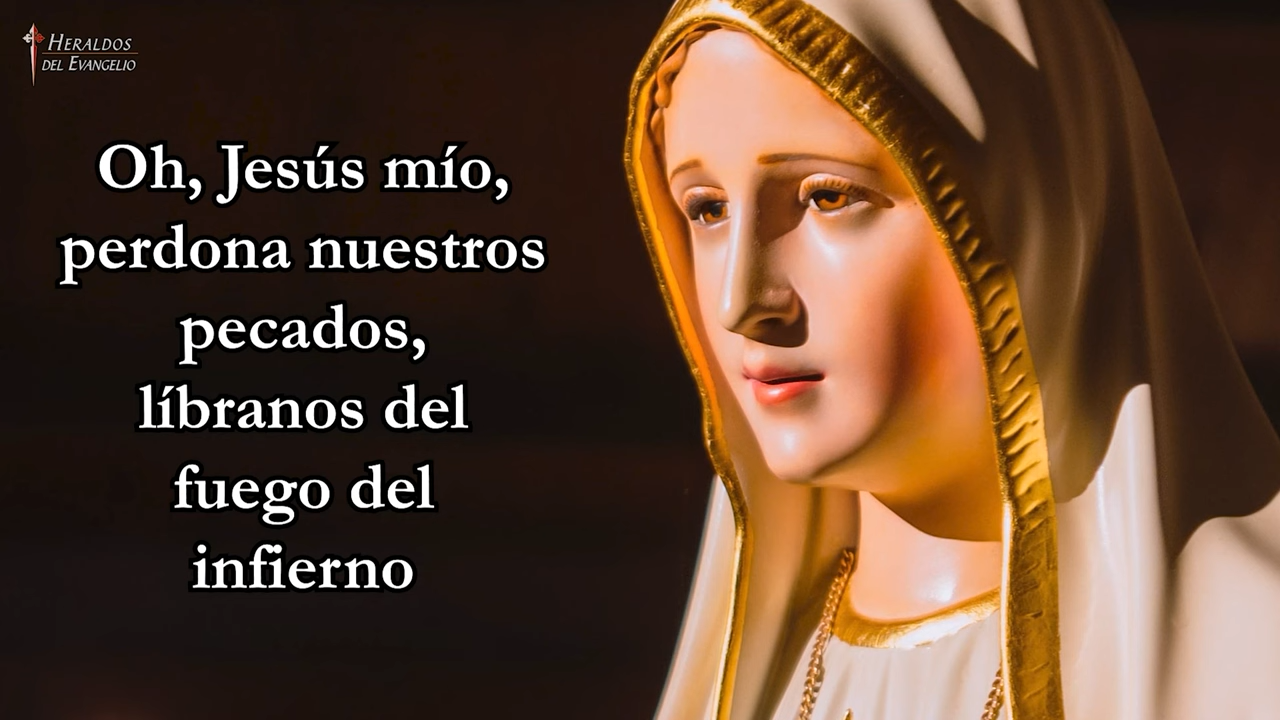 HERALDOS
DEL EVANGELIO
Oh, Jesús mío,
perdona nuestros
pecados,
líbranos del
fuego del
infierno